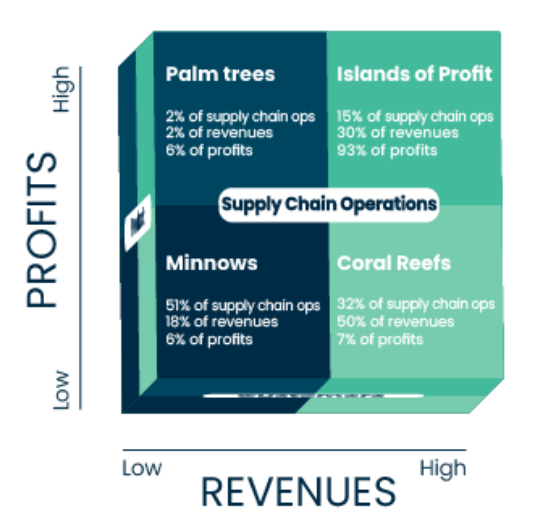 Palm trees
2% of supply chain ops
2% of revenues
6% of profits
Islands of Profit
15% of supply chain ops
30% of revenues
93% of profits
Supply Chain Operations
Minnows
51% of supply chain ops
18% of revenues
6% of profits
Coral Reefs
32% of supply chain ops
50% of revenues
7% of profits
High
PROFITS
Low
Low
High
REVENUES